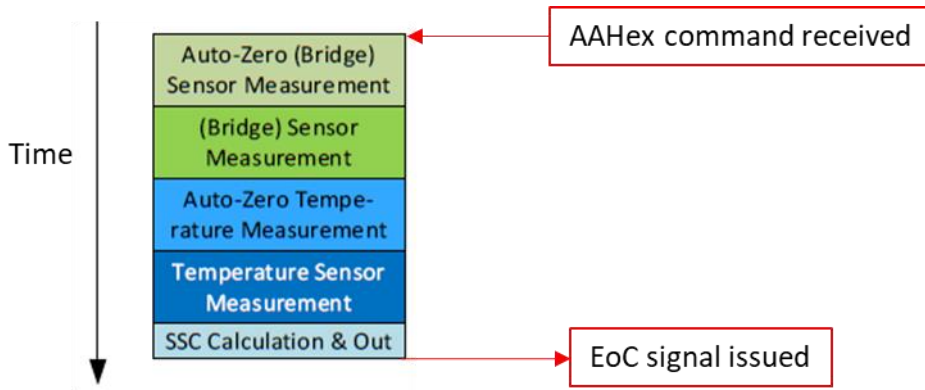 AAHex command received
Auto-Zero (Bridge)
Sensor Measurement
(Bridge) Sensor
Measurement
Time
Auto-Zero Tempe-
rature Measurement
Temperature Sensor
Measurement
SSC Calculation & Out
EoC signal issued